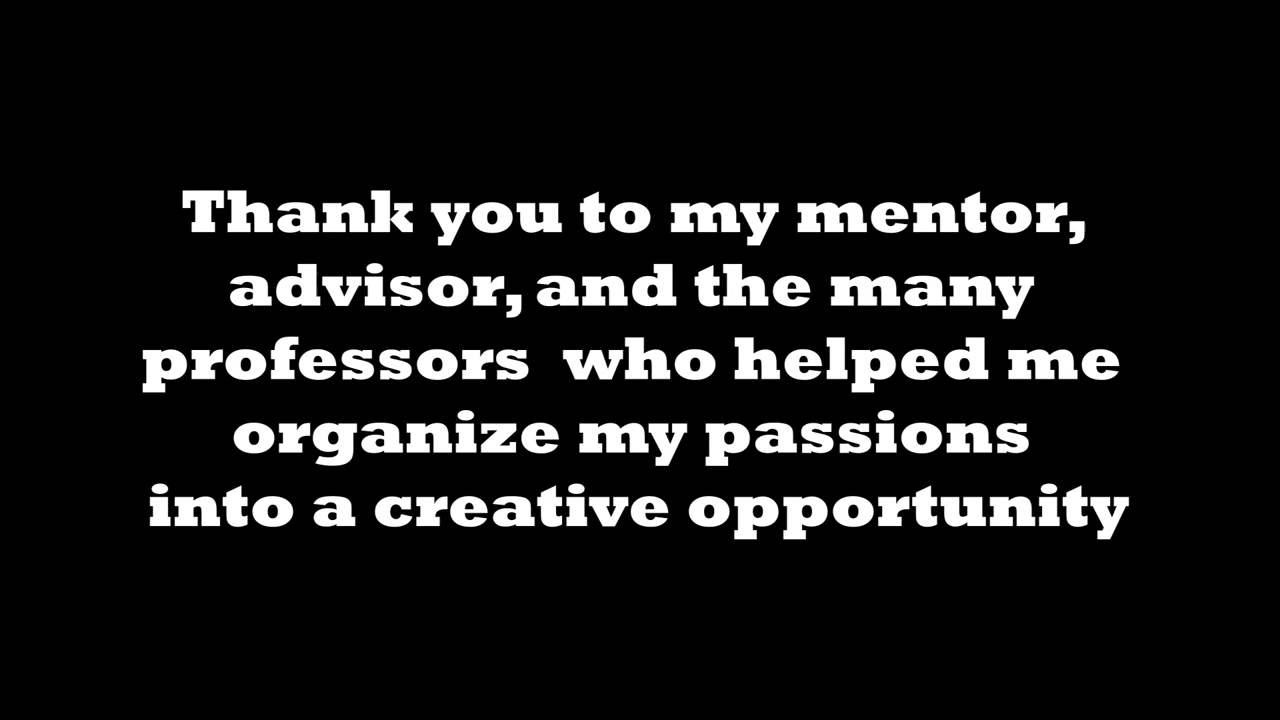 Thank you to my mentor,
advisor, and the many
professors  who helped me
organize my passions
into a creative opportunity